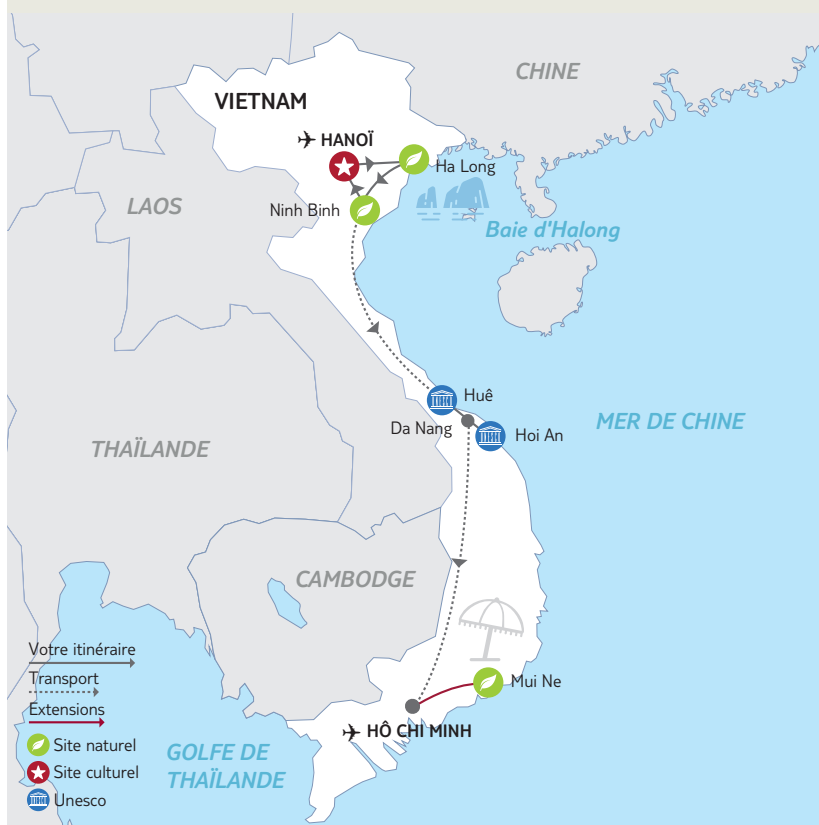 CHINE
VIETNAM
HANOÏ
Ha Long
LAOS
Ninh Binh
Baie d'Halong
Huê
Da Nang
Hoi An
MER DE CHINE
THAÏLANDE
CAMBODGE
Votre itinéraire
Transport
Mui Ne
Extensions
HÔ CHI MINH
Site naturel
GOLFE DE
THAÏLANDE
Site culturel
Unesco